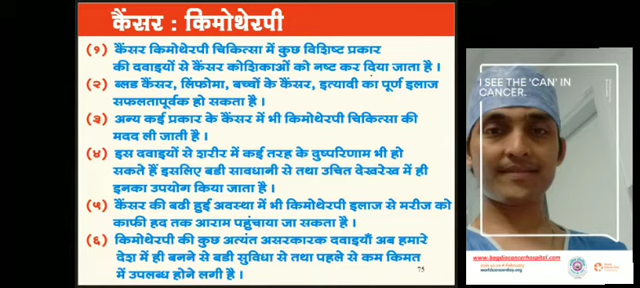 कैंसर : किमोथेरपी
(१) कैंसर किमोथेरपी चिकित्सा में कुछ विशिष्ट प्रकार
की दवाइयों से कैंसर कोशिकाओं को नष्ट कर दिया जाता है ।
(२) ब्लड कैंसर, लिंफोमा, बच्चों के कैंसर, इत्यादी का पूर्ण इलाज
सफलतापूर्वक हो सकता है ।
(३) अन्य कई प्रकार के कैंसर में भी किमोथेरपी चिकित्सा की
मदद ली जाती है ।
(४) इस दवाइयों से शरीर में कई तरह के दुष्परिणाम भी हो
सकते हैं इसलिए बडी सावधानी से तथा उचित देखरेख में ही
इनका उपयोग किया जाता है ।
(५) कैंसर की बढी हुई अवस्था में भी किमोथेरपी इलाज से मरीज को
काफी हद तक आराम पहुंचाया जा सकता है ।
(६) किमोथेरपी की कुछ अत्यंत असरकारक दवाइयाँ अब हमारे
देश में ही बनने से बडी सुविधा से तथा पहले से कम किमत
में उपलब्ध होने लगी है ।
75
I SEE THE 'CAN' IN
CANCER.
www.bagdiacancerhospital.com
worldcancerday.org